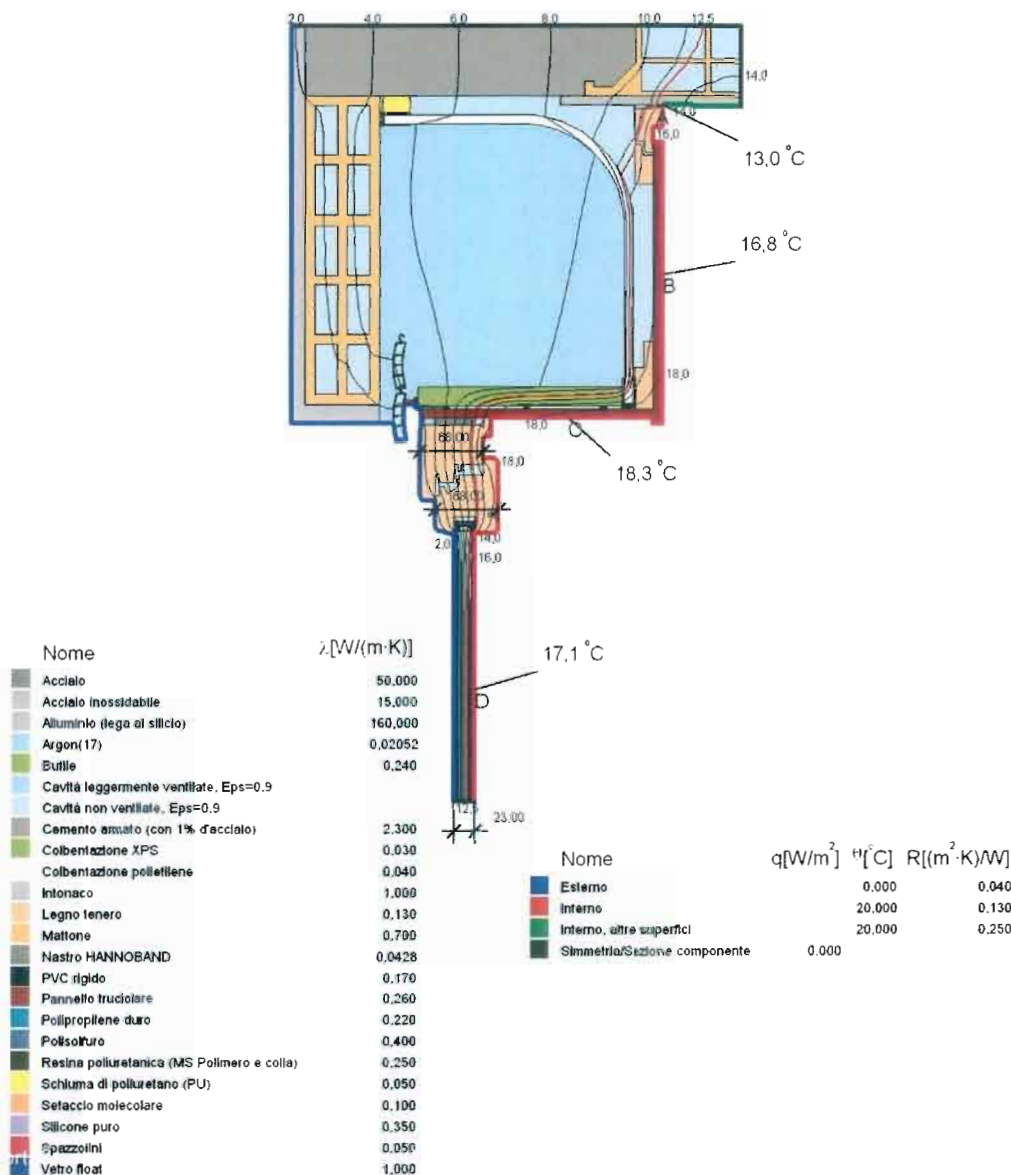 2,0 4,0 6,0 8,0 10,0 12,5
14,0
16,0
13,0 °C
16,8 °C
B
18,0
18,0
C
68,00
18,0
18,3 °C
68,00
2,0 14,0
16,0
17,1 °C
D
23,00
Nome λ[W/(m·K)]
Acciaio 50,000
Acciaio inossidabile 15,000
Alluminio (lega al silicio) 160,000
Argon(17) 0,02052
Butile 0,240
Cavità leggermente ventilate, Eps=0.9
Cavità non ventilate, Eps=0.9
Cemento armato (con 1% d'acciaio) 2,300
Coibentazione XPS 0,030
Coibentazione polietilene 0,040
Intonaco 1,000
Legno tenero 0,130
Mattone 0,700
Nastro HANNOBAND 0,0428
PVC rigido 0,170
Pannello truciolare 0,260
Polipropilene duro 0,220
Polisolfuro 0,400
Resina poliuretanica (MS Polimero e colla) 0,250
Schiuma di poliuretano (PU) 0,050
Setaccio molecolare 0,100
Silicone puro 0,350
Spazzolini 0,050
Vetro float 1,000
Nome q[W/m²] θ[°C] R[(m²·K)/W]
Esterno 0,000 0,040
Interno 20,000 0,130
Interno, altre superfici 20,000 0,250
Simmetria/Sezione componente 0,000